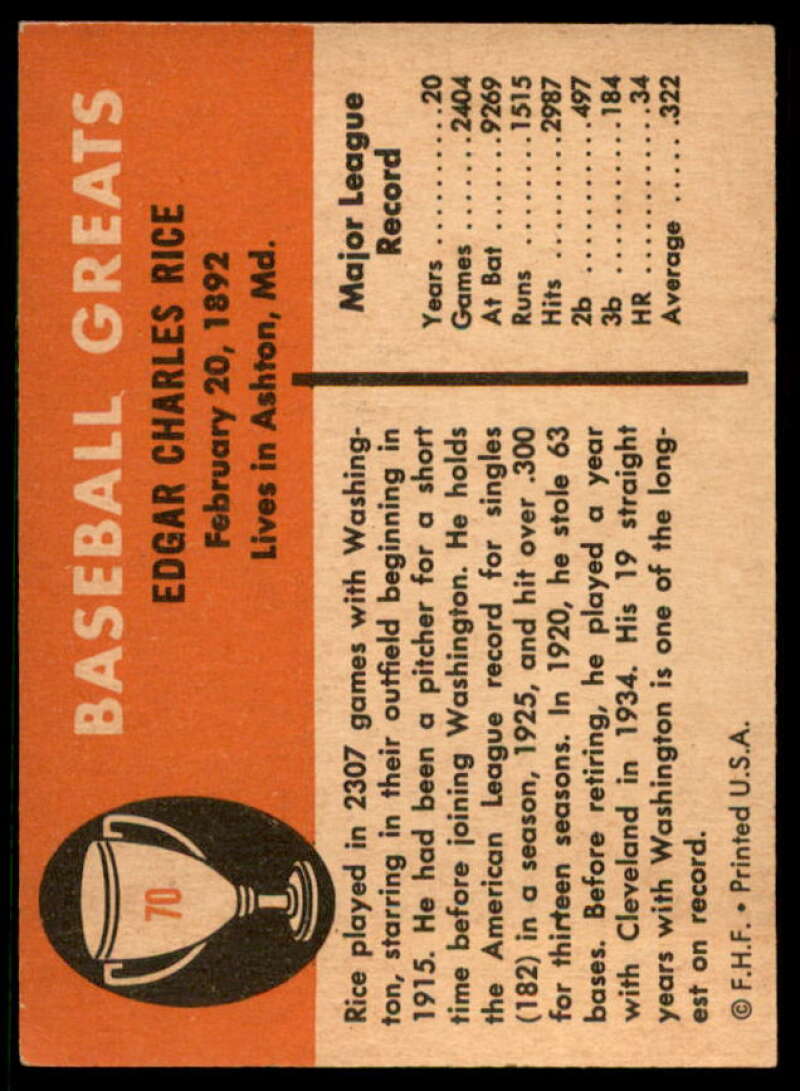 BASEBALL GREATS
EDGAR CHARLES RICE
February 20, 1892
Lives in Ashton, Md.
70
Rice played in 2307 games with Washing-
ton, starring in their outfield beginning in
1915. He had been a pitcher for a short
time before joining Washington. He holds
the American League record for singles
(182) in a season, 1925, and hit over .300
for thirteen seasons. In 1920, he stole 63
bases. Before retiring, he played a year
with Cleveland in 1934. His 19 straight
years with Washington is one of the long-
est on record.
Major League
Record
Years ..........20
Games .......2404
At Bat .......9269
Runs ........1515
Hits .........2987
2b ...........497
3b ...........184
HR ............34
Average ......322
© F.H.F. • Printed U.S.A.